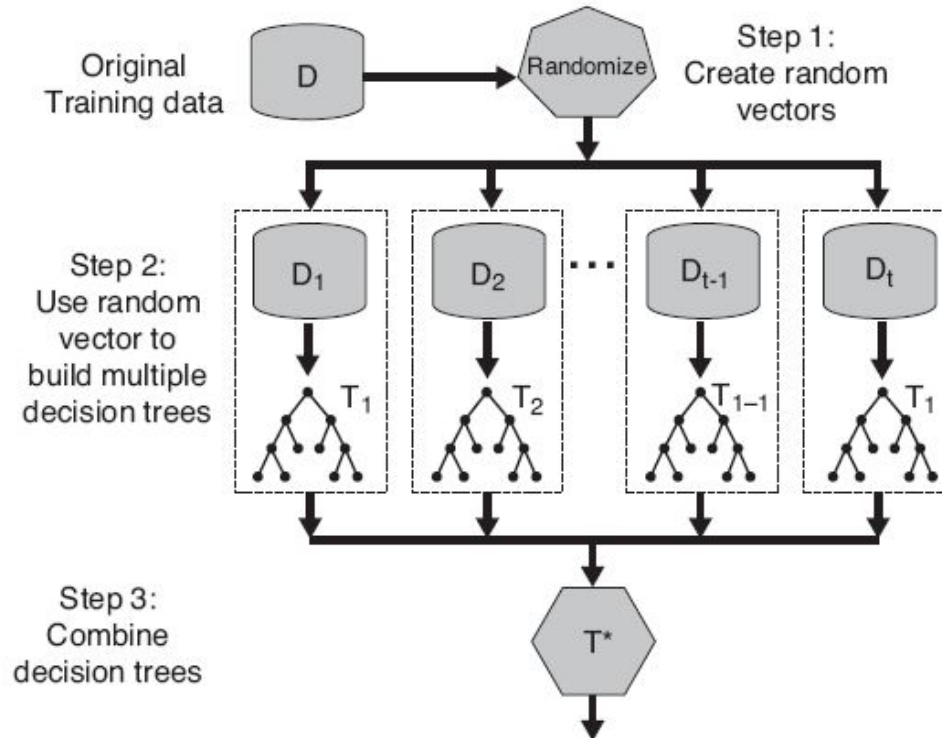 Original
Training data
D
Randomize
Step 1:
Create random
vectors
Step 2:
Use random
vector to
build multiple
decision trees
D₁
D₂
...
Dₜ₋₁
Dₜ
T₁
T₂
T₁₋₁
T₁
Step 3:
Combine
decision trees
T*